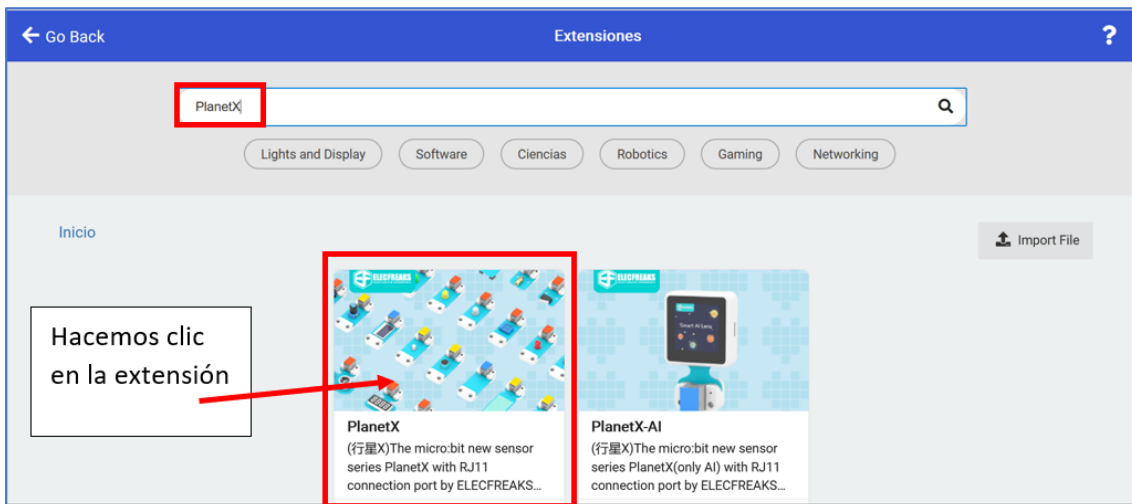 Go Back
Extensiones
?
PlanetX
Lights and Display
Software
Ciencias
Robotics
Gaming
Networking
Inicio
Import File
Hacemos clic
en la extensión
ELECFREAKS
PlanetX
(行星X)The micro:bit new sensor
series PlanetX with RJ11
connection port by ELECFREAKS...
ELECFREAKS
Smart AI Lens
PlanetX-AI
(行星X)The micro:bit new sensor
series PlanetX(only AI) with RJ11
connection port by ELECFREAKS...